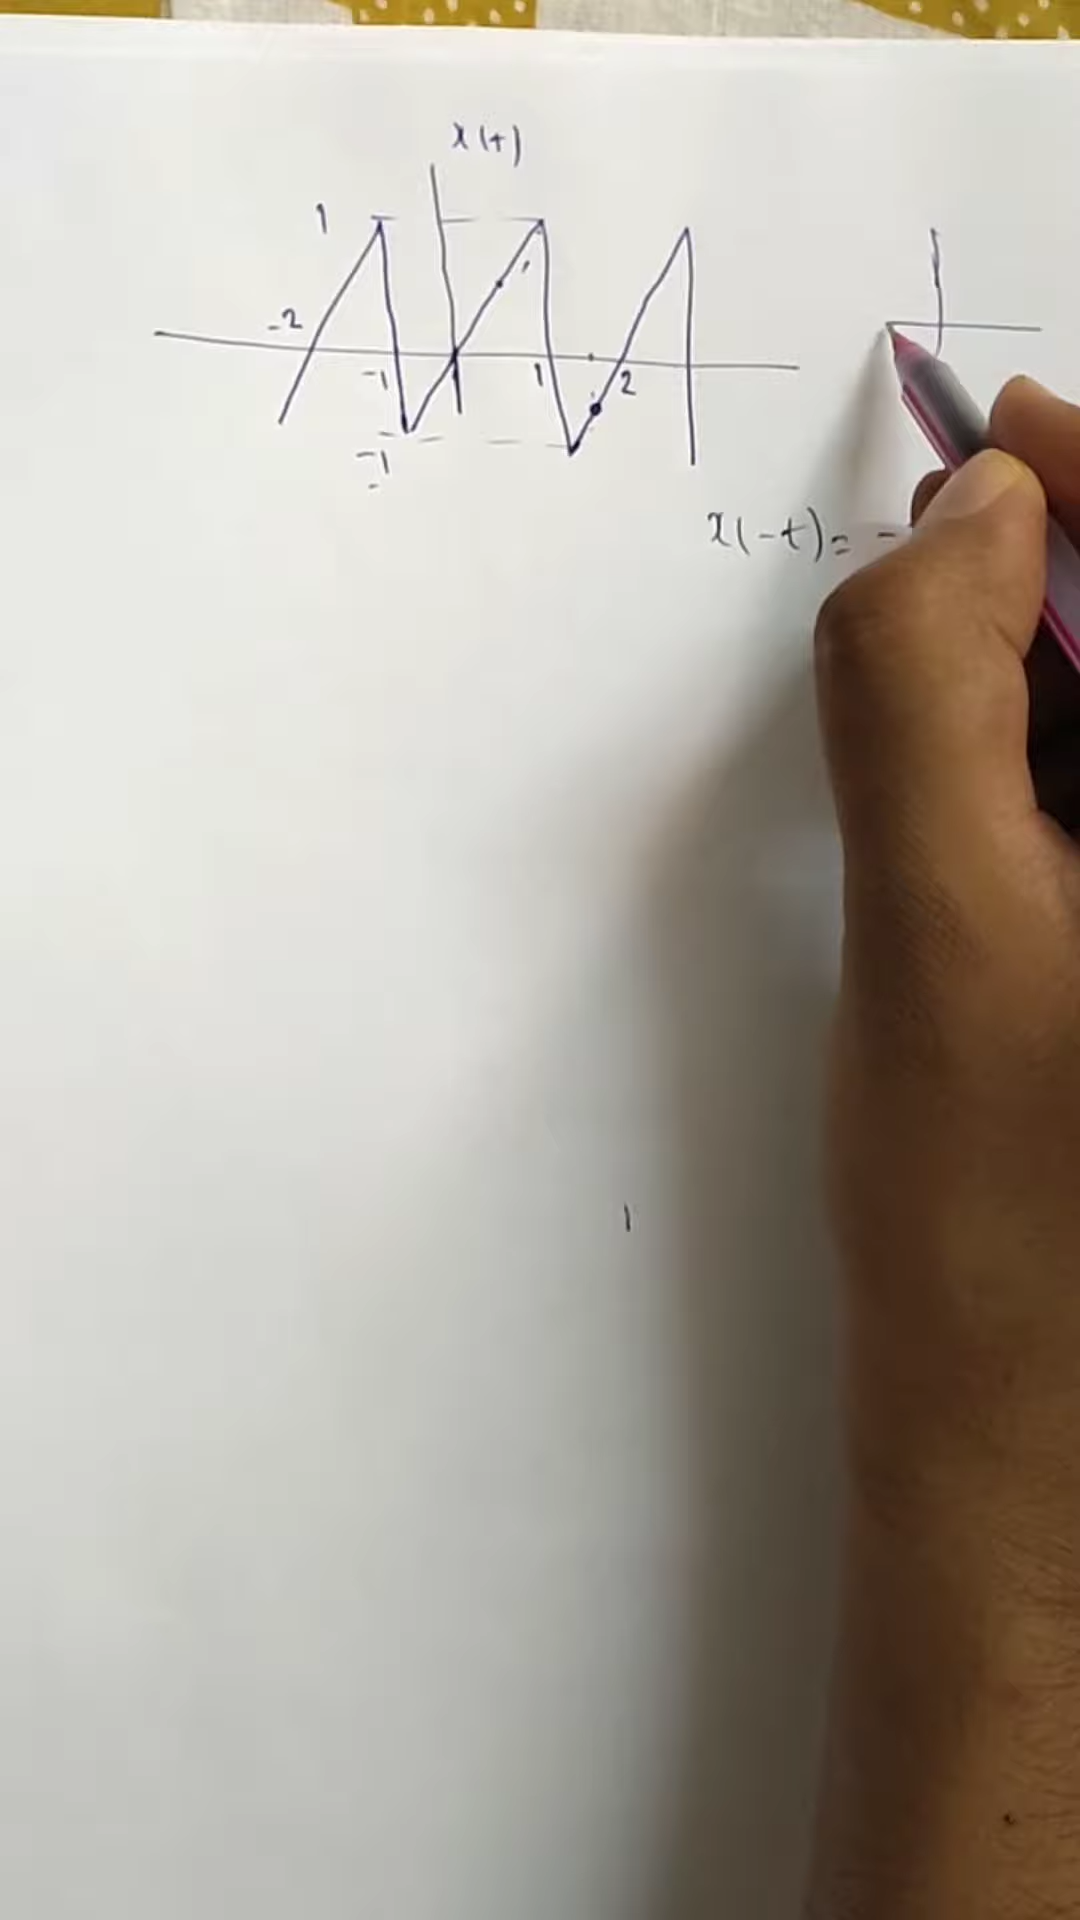 x(t)
1
-2
-1 1 2
-1
x(-t) = -